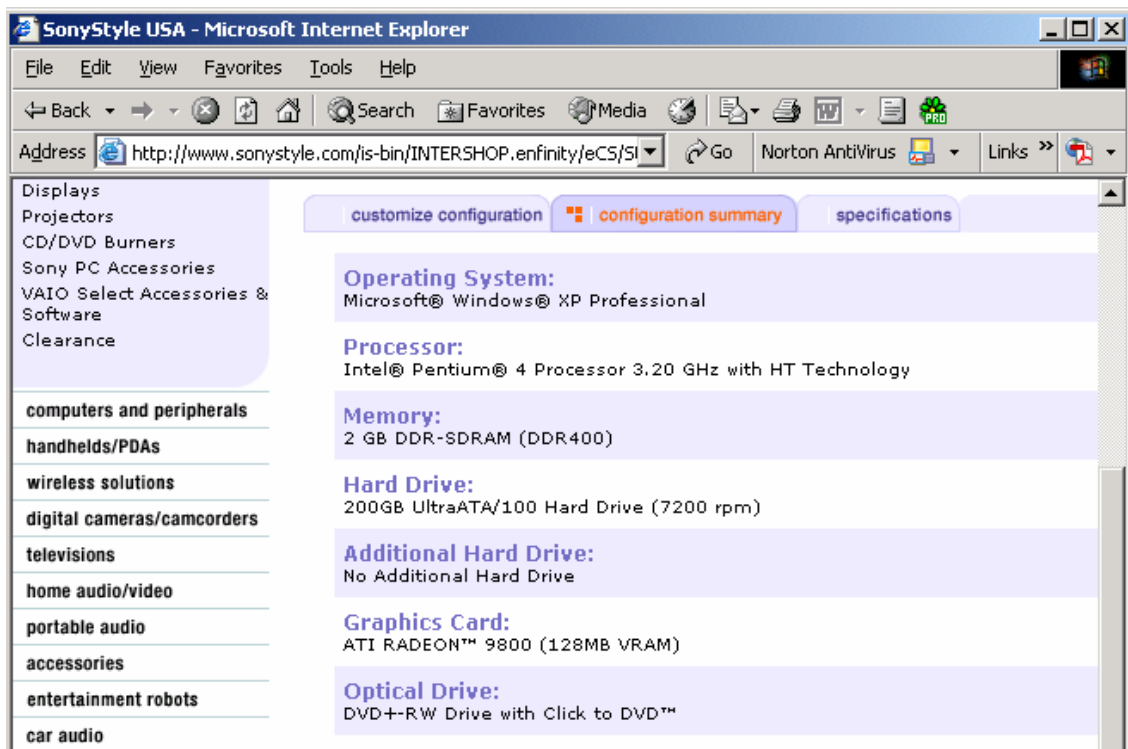 SonyStyle USA - Microsoft Internet Explorer
File Edit View Favorites Tools Help
Back Search Favorites Media PRO
Address http://www.sonystyle.com/is-bin/INTERSHOP.enfinity/eCS/ Go Norton AntiVirus Links »
Displays
Projectors
CD/DVD Burners
Sony PC Accessories
VAIO Select Accessories &
Software
Clearance
computers and peripherals
handhelds/PDAs
wireless solutions
digital cameras/camcorders
televisions
home audio/video
portable audio
accessories
entertainment robots
car audio
customize configuration configuration summary specifications
Operating System:
Microsoft® Windows® XP Professional
Processor:
Intel® Pentium® 4 Processor 3.20 GHz with HT Technology
Memory:
2 GB DDR-SDRAM (DDR400)
Hard Drive:
200GB UltraATA/100 Hard Drive (7200 rpm)
Additional Hard Drive:
No Additional Hard Drive
Graphics Card:
ATI RADEON™ 9800 (128MB VRAM)
Optical Drive:
DVD+-RW Drive with Click to DVD™